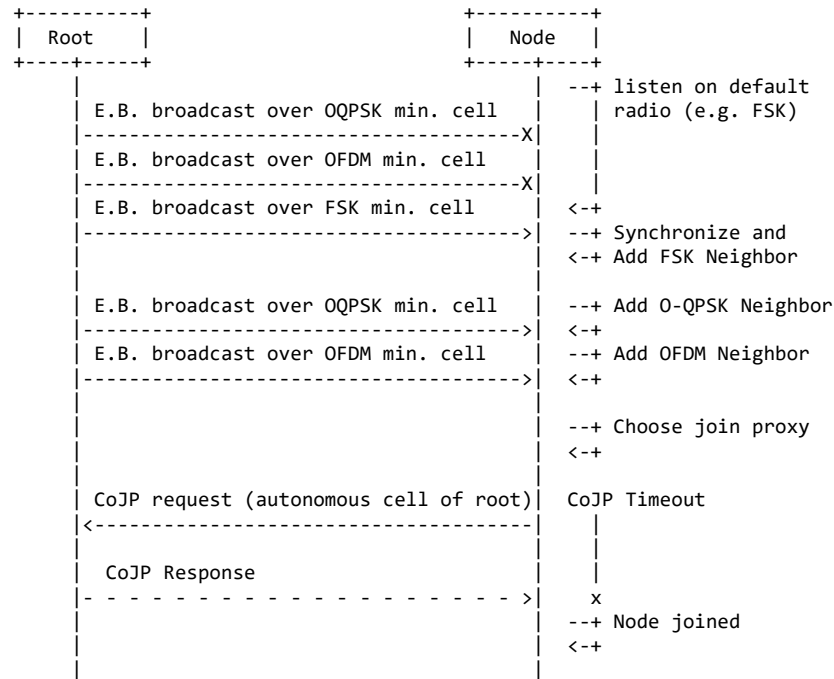 Root Node
listen on default
E.B. broadcast over OQPSK min. cell radio (e.g. FSK)
E.B. broadcast over OFDM min. cell
E.B. broadcast over FSK min. cell
Synchronize and
Add FSK Neighbor
E.B. broadcast over OQPSK min. cell Add O-QPSK Neighbor
E.B. broadcast over OFDM min. cell Add OFDM Neighbor
Choose join proxy
CoJP request (autonomous cell of root) CoJP Timeout
CoJP Response
Node joined